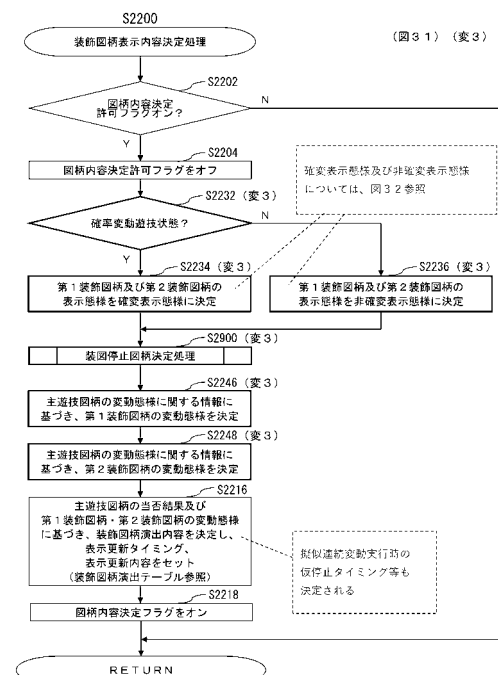 S2200
装飾図柄表示内容決定処理
(図31) (変3)
S2202
図柄内容決定
許可フラグオン?
N
Y
S2204
図柄内容決定許可フラグをオフ
確変表示態様及び非確変表示態様
については、図32参照
S2232 (変3)
確率変動遊技状態?
N
Y
S2234 (変3)
第1装飾図柄及び第2装飾図柄の
表示態様を確変表示態様に決定
S2236 (変3)
第1装飾図柄及び第2装飾図柄の
表示態様を非確変表示態様に決定
S2900 (変3)
装図停止図柄決定処理
S2246 (変3)
主遊技図柄の変動態様に関する情報に
基づき、第1装飾図柄の変動態様を決定
S2248 (変3)
主遊技図柄の変動態様に関する情報に
基づき、第2装飾図柄の変動態様を決定
S2216
主遊技図柄の当否結果及び
第1装飾図柄・第2装飾図柄の変動態様
に基づき、装飾図柄演出内容を決定し、
表示更新タイミング、
表示更新内容をセット
(装飾図柄演出テーブル参照)
擬似連続変動実行時の
仮停止タイミング等も
決定される
S2218
図柄内容決定フラグをオン
RETURN